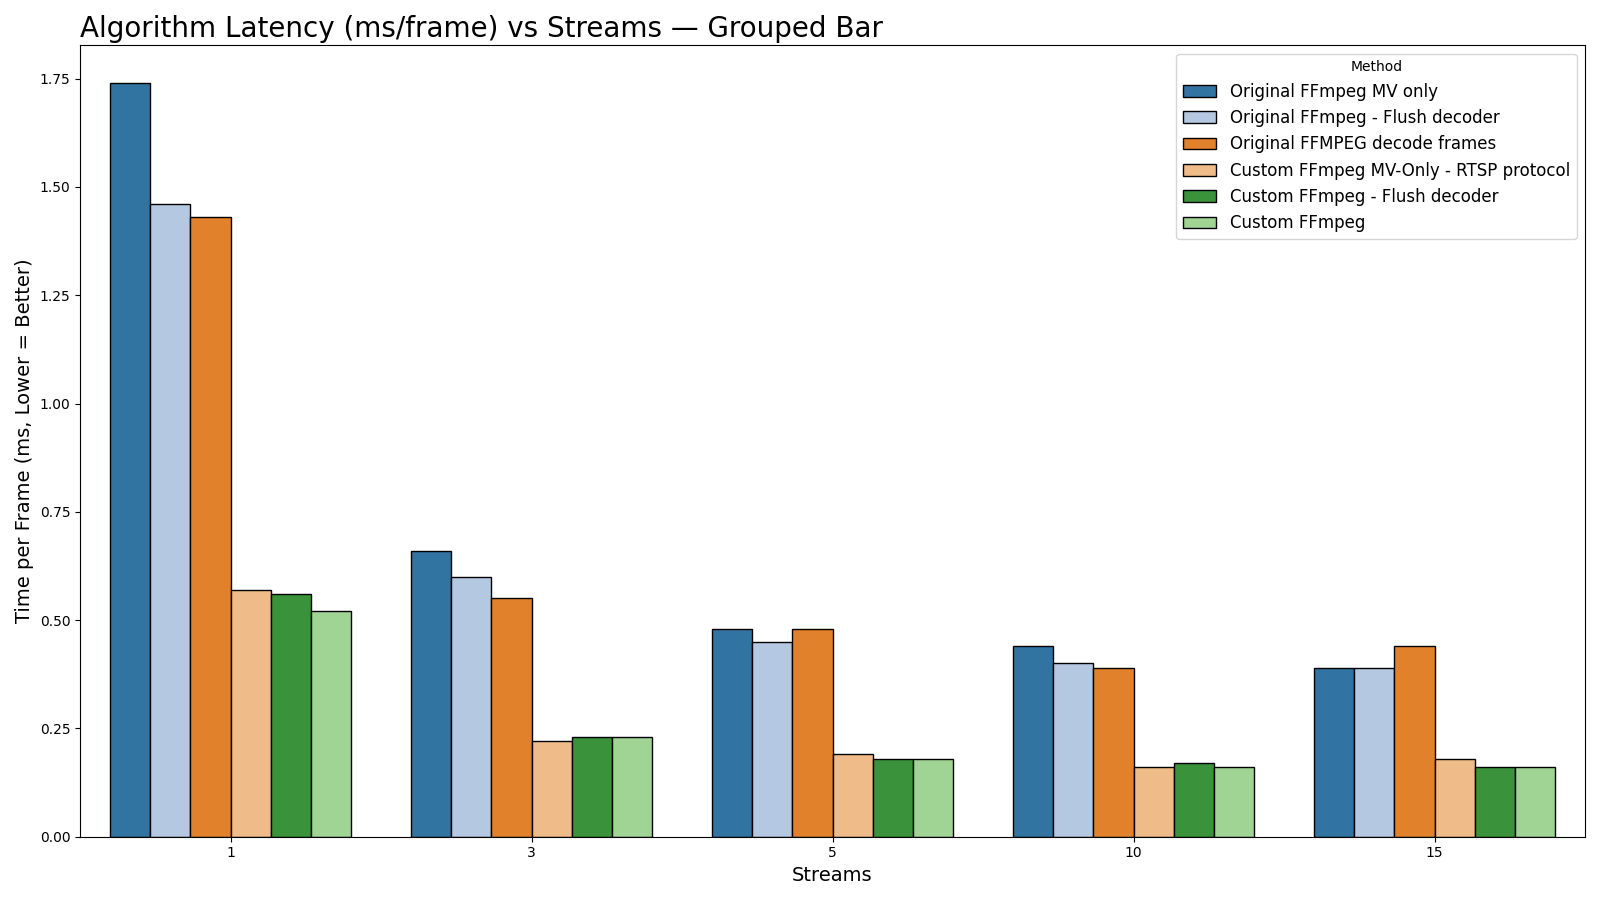 Algorithm Latency (ms/frame) vs Streams — Grouped Bar
Method
Original FFmpeg MV only
Original FFmpeg - Flush decoder
Original FFMPEG decode frames
Custom FFmpeg MV-Only - RTSP protocol
Custom FFmpeg - Flush decoder
Custom FFmpeg
Time per Frame (ms, Lower = Better)
1.75
1.50
1.25
1.00
0.75
0.50
0.25
0.00
1 3 5 10 15
Streams